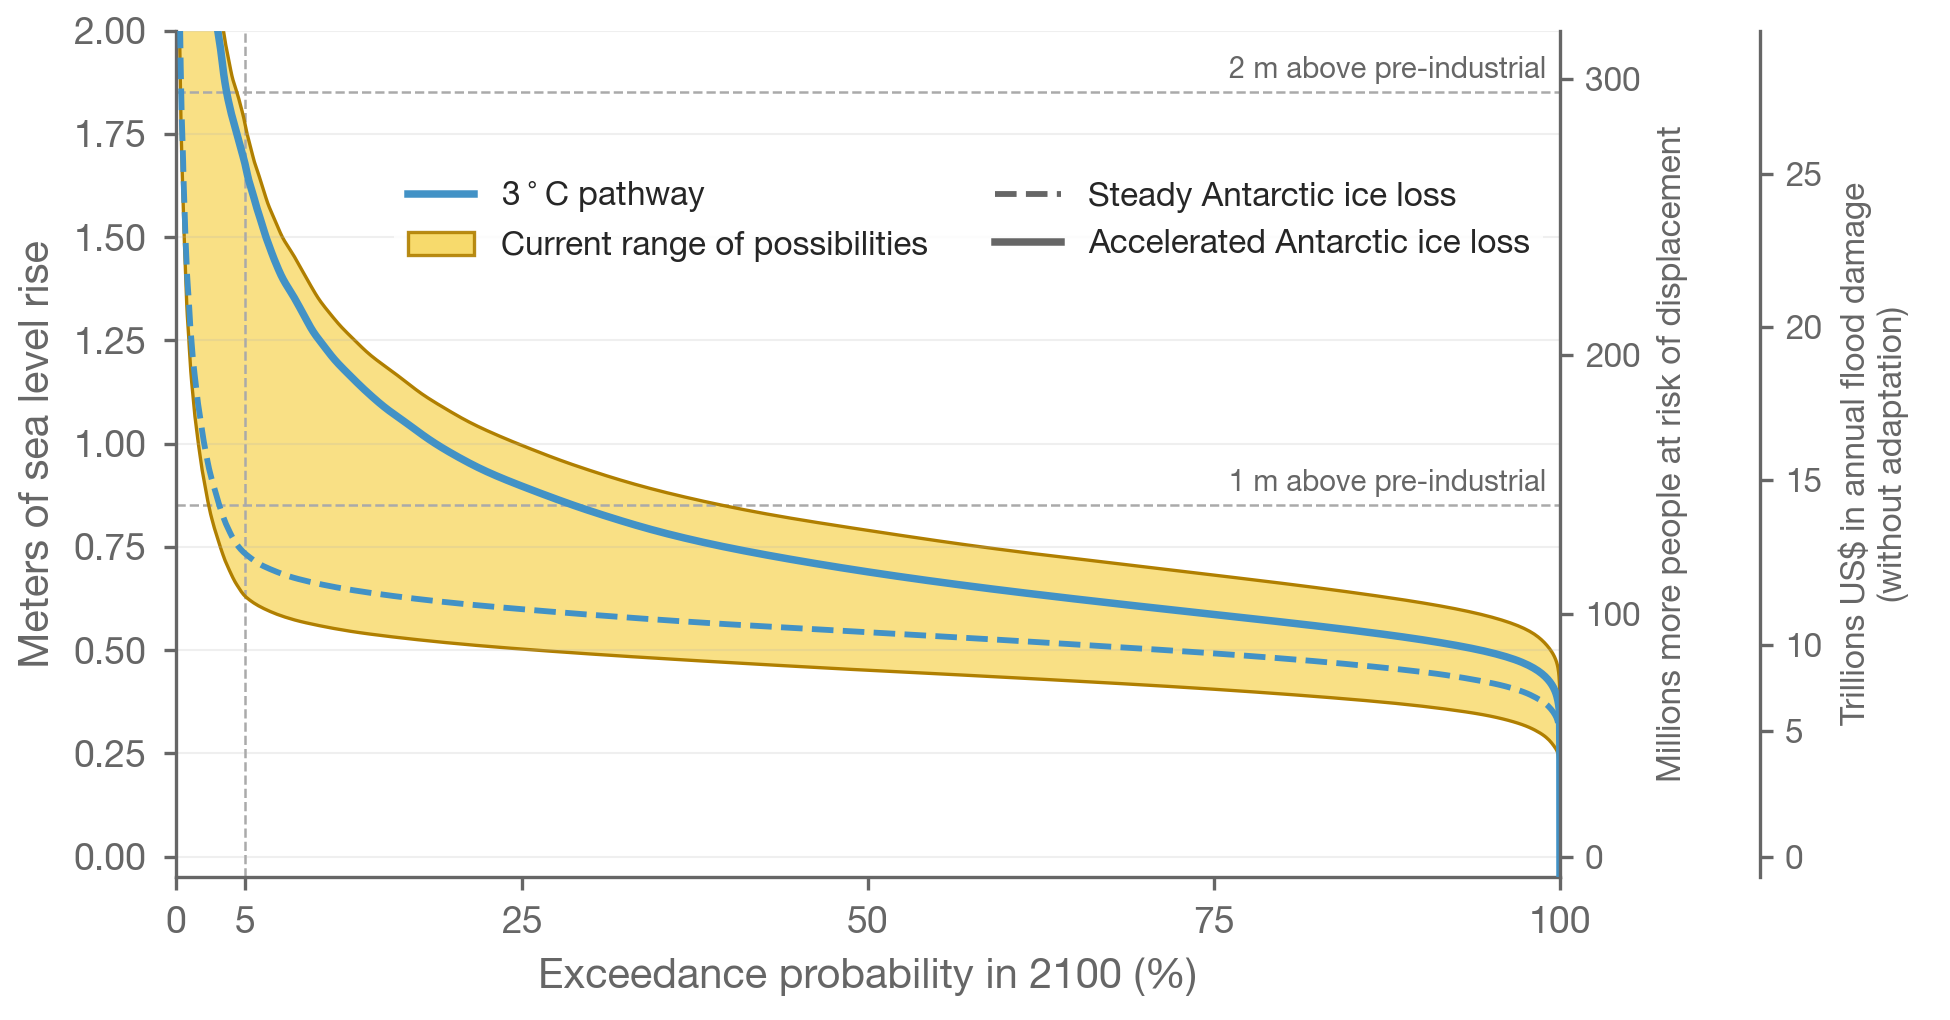 Meters of sea level rise
2.00
1.75
1.50
1.25
1.00
0.75
0.50
0.25
0.00
2 m above pre-industrial
3°C pathway
Current range of possibilities
Steady Antarctic ice loss
Accelerated Antarctic ice loss
1 m above pre-industrial
0
5
25
50
75
100
Exceedance probability in 2100 (%)
300
200
100
0
Millions more people at risk of displacement
25
20
15
10
5
0
Trillions US$ in annual flood damage
(without adaptation)